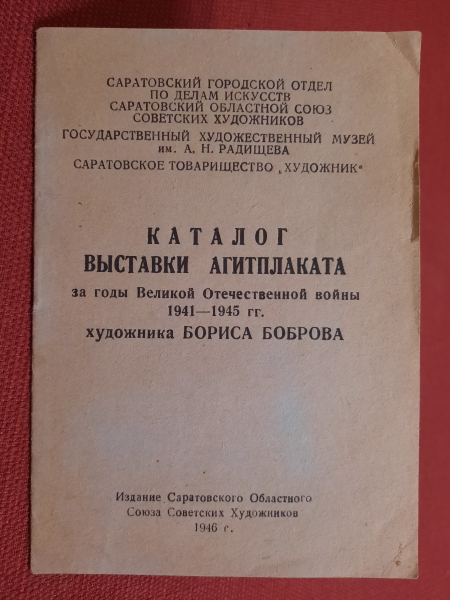 САРАТОВСКИЙ ГОРОДСКОЙ ОТДЕЛ
ПО ДЕЛАМ ИСКУССТВ
САРАТОВСКИЙ ОБЛАСТНОЙ СОЮЗ
СОВЕТСКИХ ХУДОЖНИКОВ
ГОСУДАРСТВЕННЫЙ ХУДОЖЕСТВЕННЫЙ МУЗЕЙ
им. А. Н. РАДИЩЕВА
САРАТОВСКОЕ ТОВАРИЩЕСТВО „ХУДОЖНИК“
КАТАЛОГ
ВЫСТАВКИ АГИТПЛАКАТА
за годы Великой Отечественной войны
1941—1945 гг.
художника БОРИСА БОБРОВА
Издание Саратовского Областного
Союза Советских Художников
1946 г.